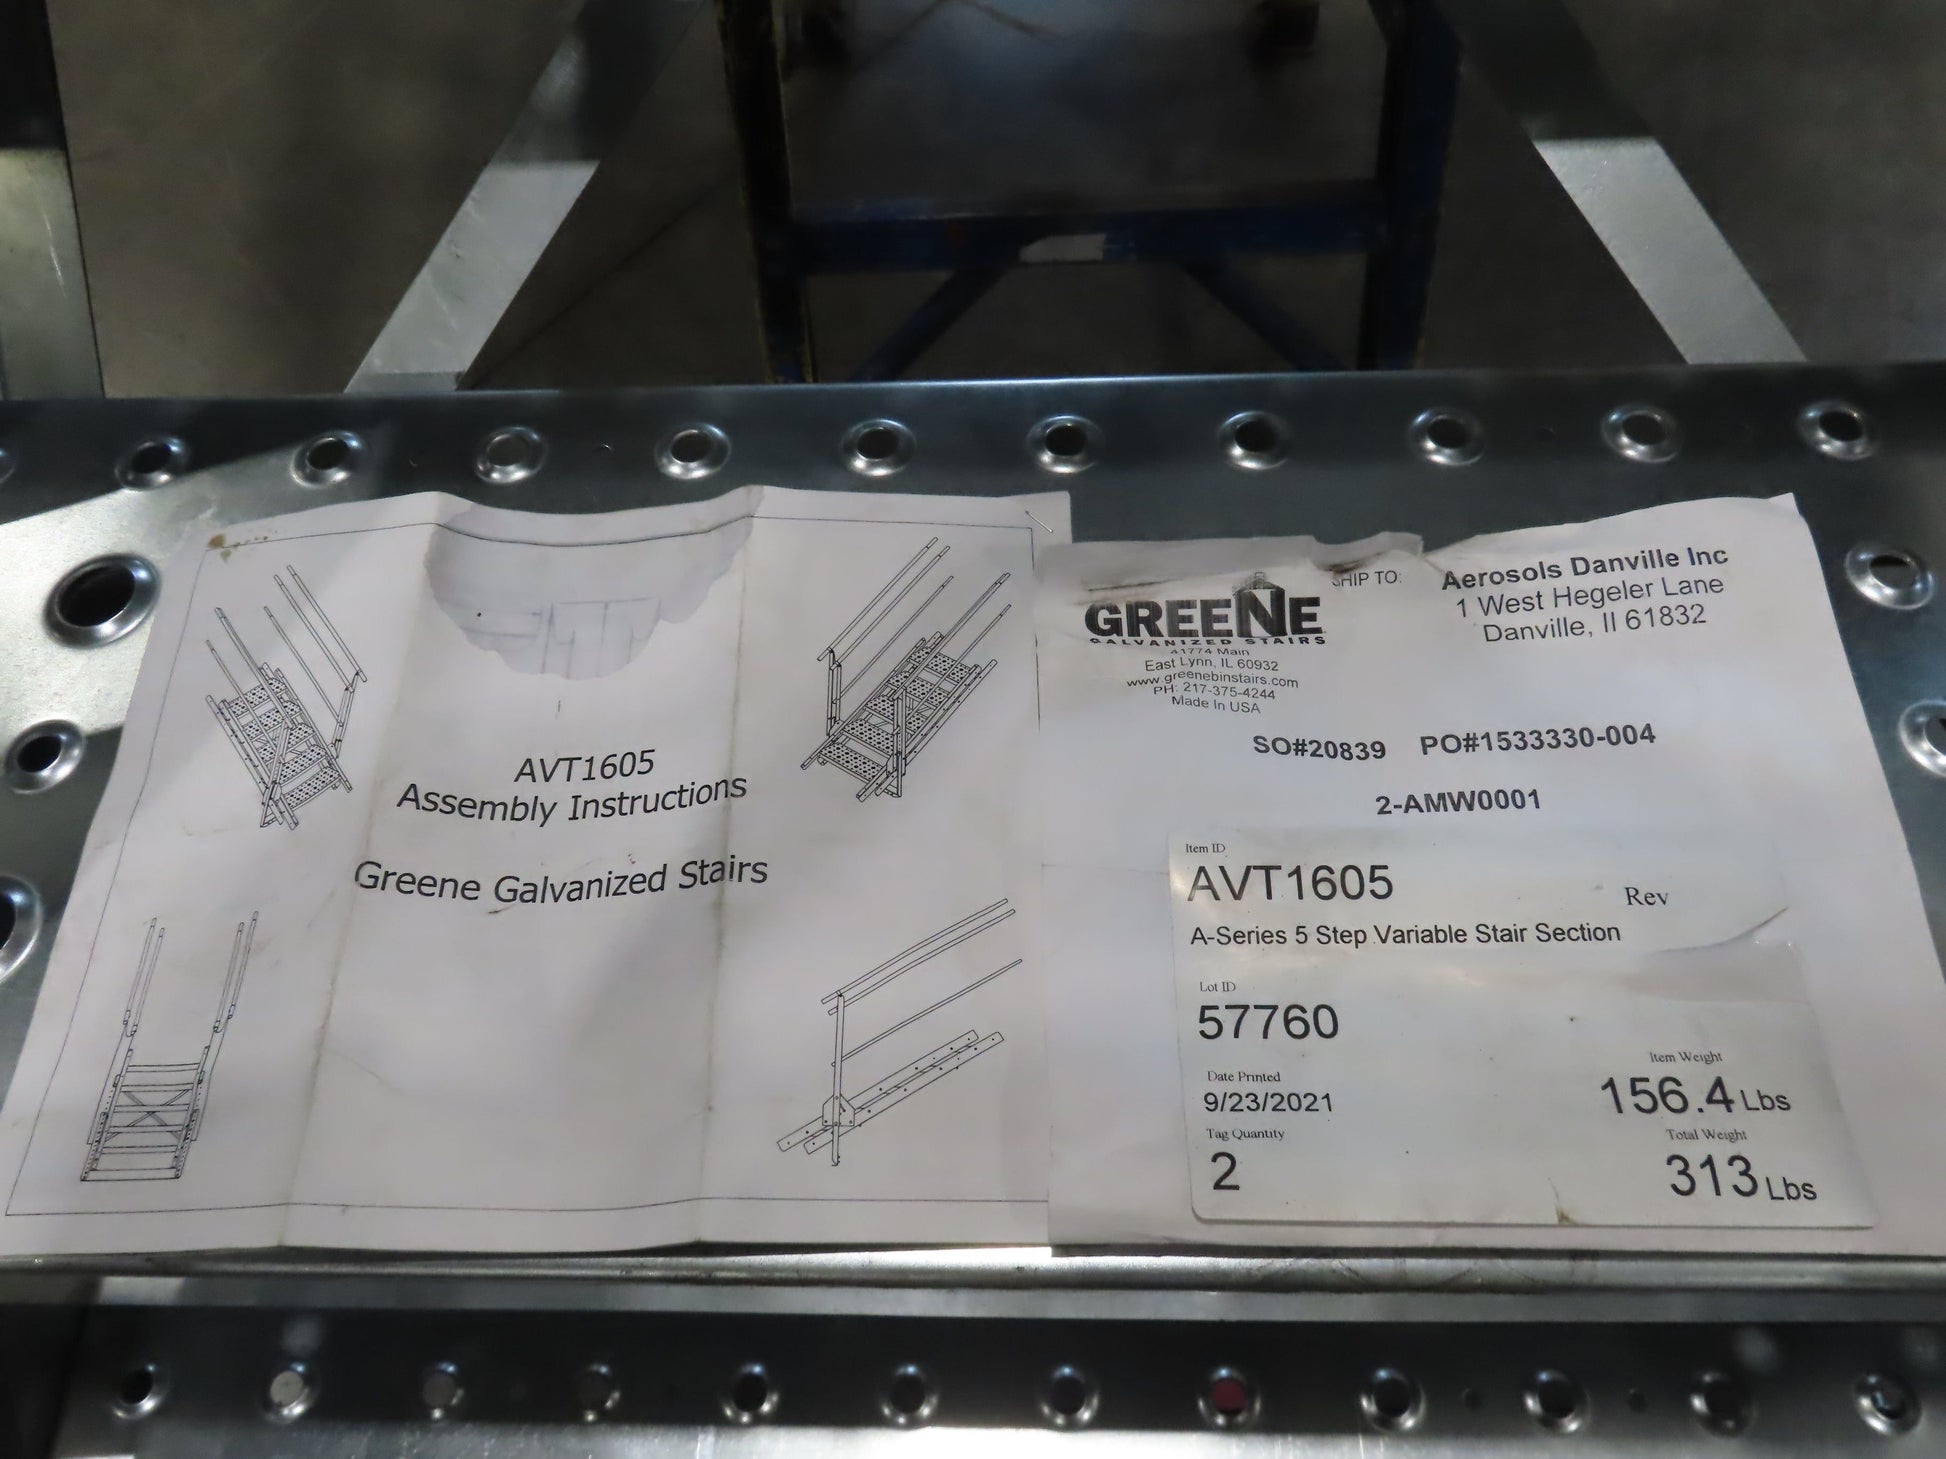 AVT1605
Assembly Instructions
Greene Galvanized Stairs
GREENE
GALVANIZED STAIRS
41774 Main
East Lynn, IL 60932
www.greenebinstairs.com
PH: 217-375-4244
Made In USA
SHIP TO:
Aerosols Danville Inc
1 West Hegeler Lane
Danville, Il 61832
SO#20839 PO#1533330-004
2-AMW0001
Item ID
AVT1605
Rev
A-Series 5 Step Variable Stair Section
Lot ID
57760
Date Printed
9/23/2021
Tag Quantity
2
Item Weight
156.4 Lbs
Total Weight
313 Lbs